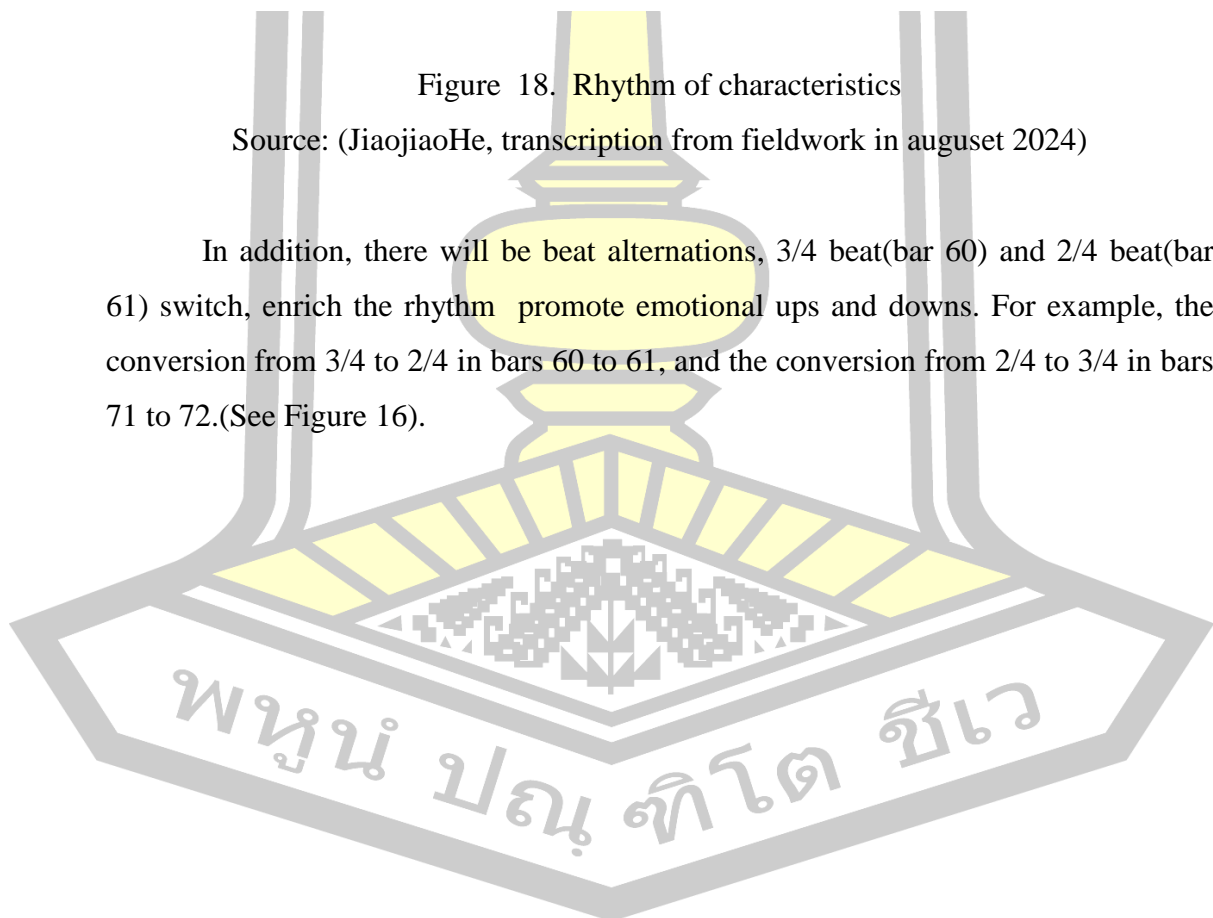 Figure 18. Rhythm of characteristics
Source: (JiaojiaoHe, transcription from fieldwork in auguset 2024)
In addition, there will be beat alternations, 3/4 beat(bar 60) and 2/4 beat(bar
61) switch, enrich the rhythm promote emotional ups and downs. For example, the
conversion from 3/4 to 2/4 in bars 60 to 61, and the conversion from 2/4 to 3/4 in bars
71 to 72.(See Figure 16).
พหูนํ ปณฺฑิโต ชีเว